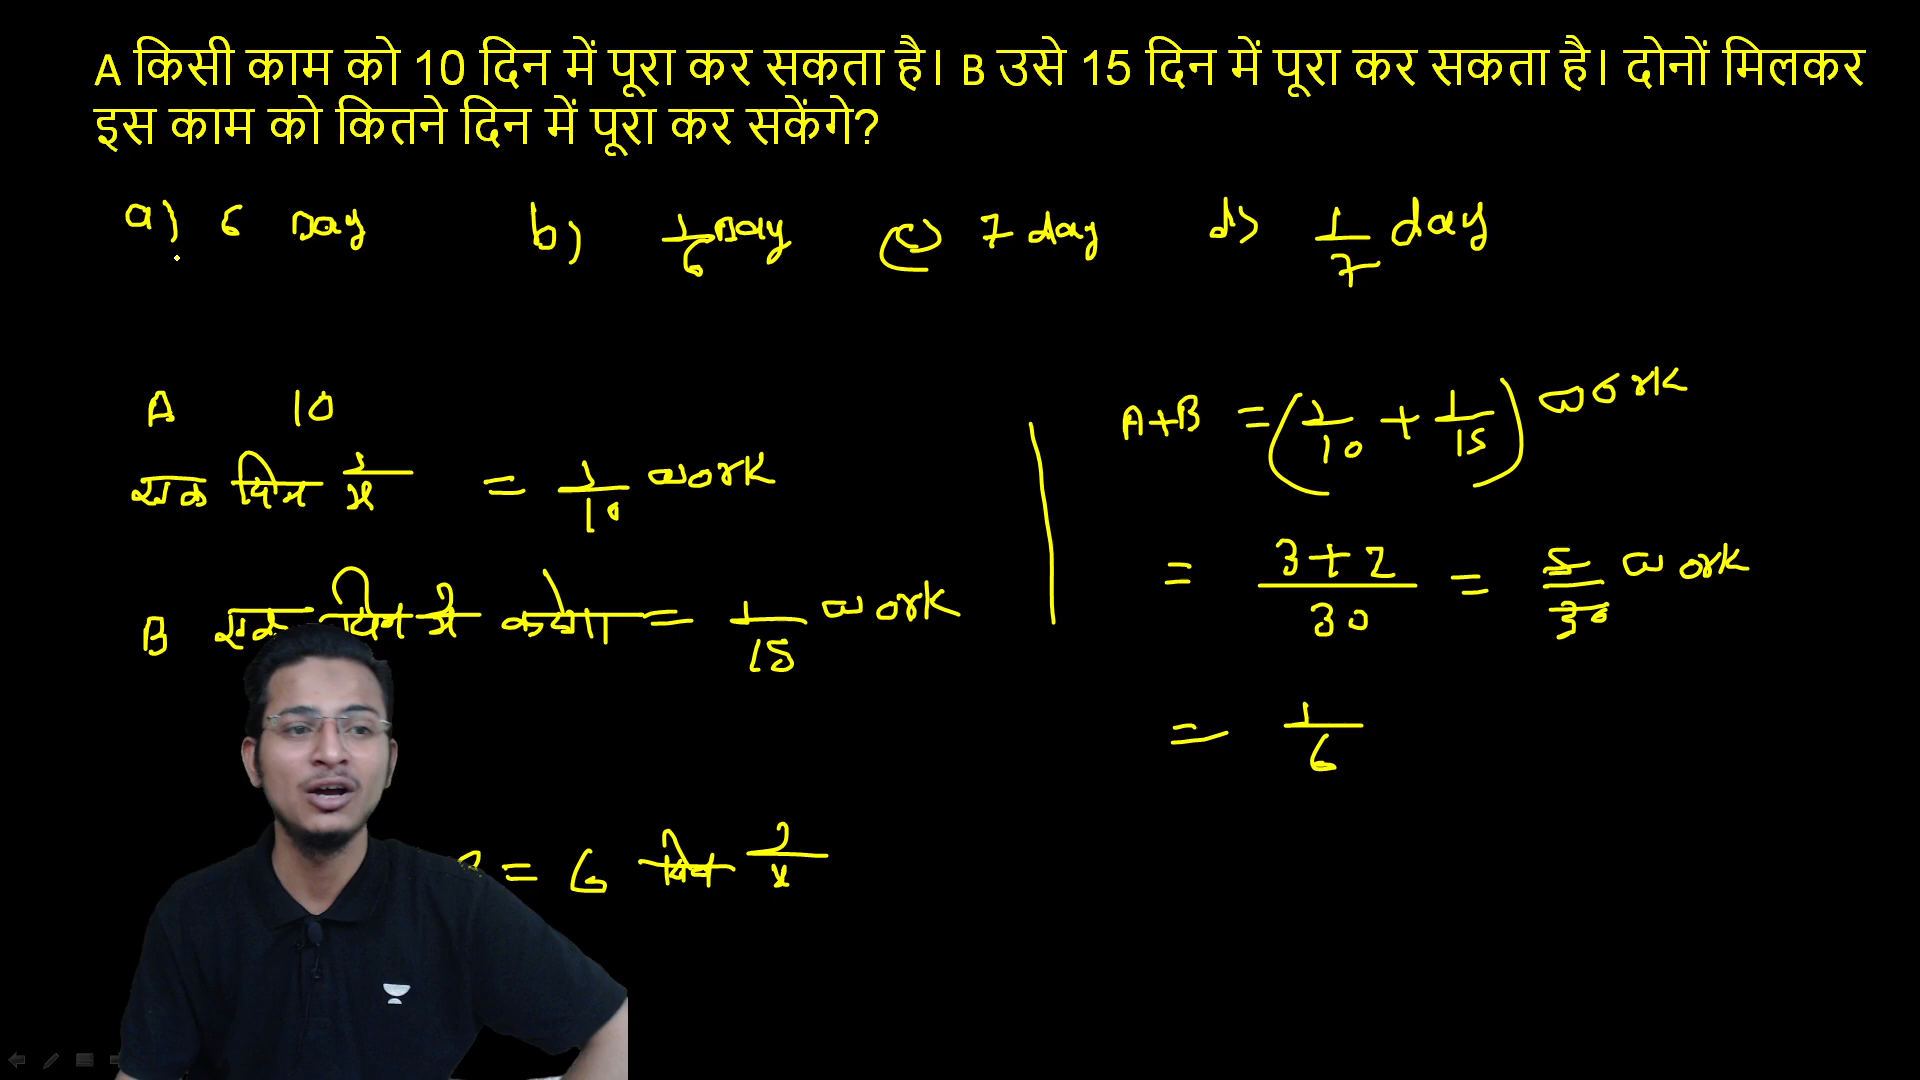 A किसी काम को 10 दिन में पूरा कर सकता है। B उसे 15 दिन में पूरा कर सकता है। दोनों मिलकर
इस काम को कितने दिन में पूरा कर सकेंगे?
a) 6 Day b) 1/6 Day c) 7 day d) 1/7 day
A 10
एक दिन में = 1/10 work
B एक दिन में करेगा = 1/15 work
= 6 दिन में
A+B = (1/10 + 1/15) work
= 3+2/30 = 5/30 work
= 1/6